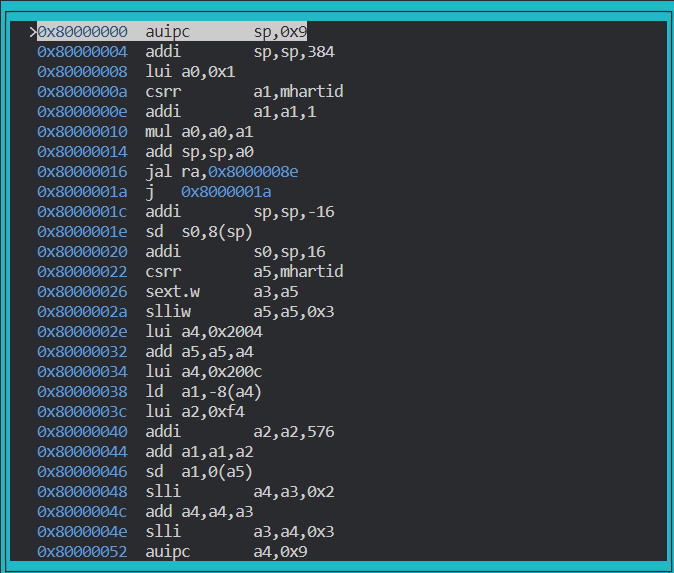 >0x80000000 auipc sp,0x9
0x80000004 addi sp,sp,384
0x80000008 lui a0,0x1
0x8000000a csrr a1,mhartid
0x8000000e addi a1,a1,1
0x80000010 mul a0,a0,a1
0x80000014 add sp,sp,a0
0x80000016 jal ra,0x8000008e
0x8000001a j 0x8000001a
0x8000001c addi sp,sp,-16
0x8000001e sd s0,8(sp)
0x80000020 addi s0,sp,16
0x80000022 csrr a5,mhartid
0x80000026 sext.w a3,a5
0x8000002a slliw a5,a5,0x3
0x8000002e lui a4,0x2004
0x80000032 add a5,a5,a4
0x80000034 lui a4,0x200c
0x80000038 ld a1,-8(a4)
0x8000003c lui a2,0xf4
0x80000040 addi a2,a2,576
0x80000044 add a1,a1,a2
0x80000046 sd a1,0(a5)
0x80000048 slli a4,a3,0x2
0x8000004c add a4,a4,a3
0x8000004e slli a3,a4,0x3
0x80000052 auipc a4,0x9